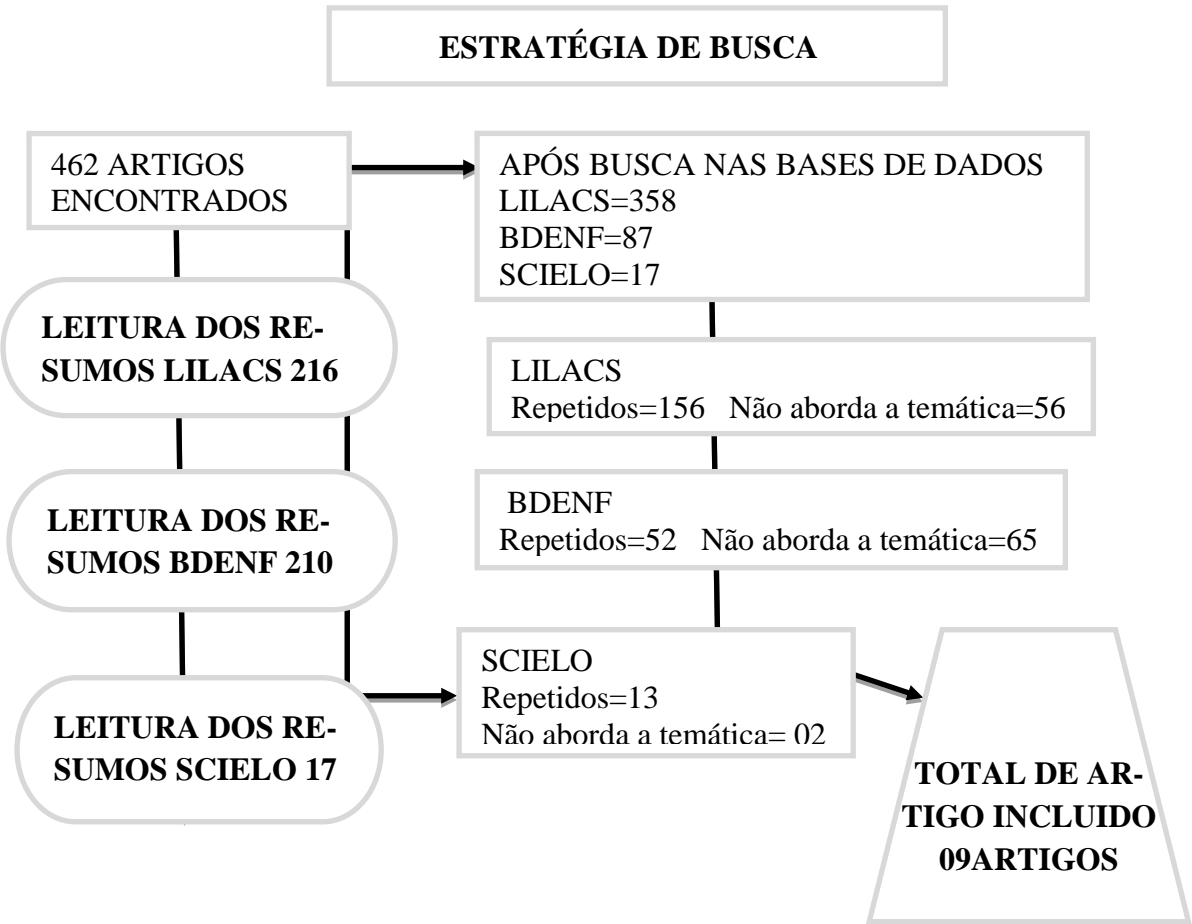 ESTRATÉGIA DE BUSCA
462 ARTIGOS
ENCONTRADOS
APÓS BUSCA NAS BASES DE DADOS
LILACS=358
BDENF=87
SCIELO=17
LEITURA DOS RE-
SUMOS LILACS 216
LILACS
Repetidos=156 Não aborda a temática=56
LEITURA DOS RE-
SUMOS BDENF 210
BDENF
Repetidos=52 Não aborda a temática=65
LEITURA DOS RE-
SUMOS SCIELO 17
SCIELO
Repetidos=13
Não aborda a temática= 02
TOTAL DE AR-
TIGO INCLUIDO
09ARTIGOS